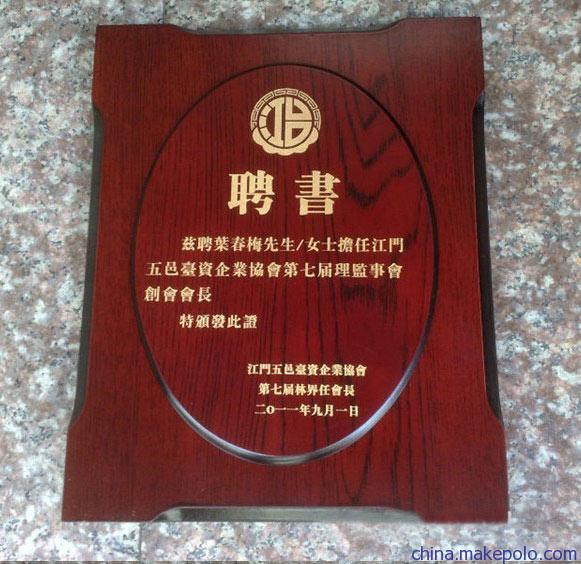 聘書
茲聘葉春梅先生/女士擔任江門
五邑臺資企業協會第七届理監事會
創會會長
特頒發此證
江門五邑臺資企業協會
第七届林界任會長
二〇一一年九月一日
china.makepolo.com